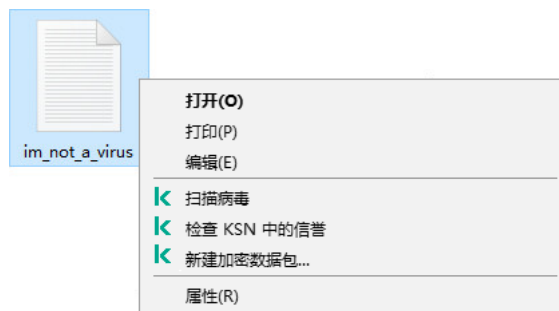 im_not_a_virus
打开(O)
打印(P)
编辑(E)
扫描病毒
检查 KSN 中的信誉
新建加密数据包...
属性(R)